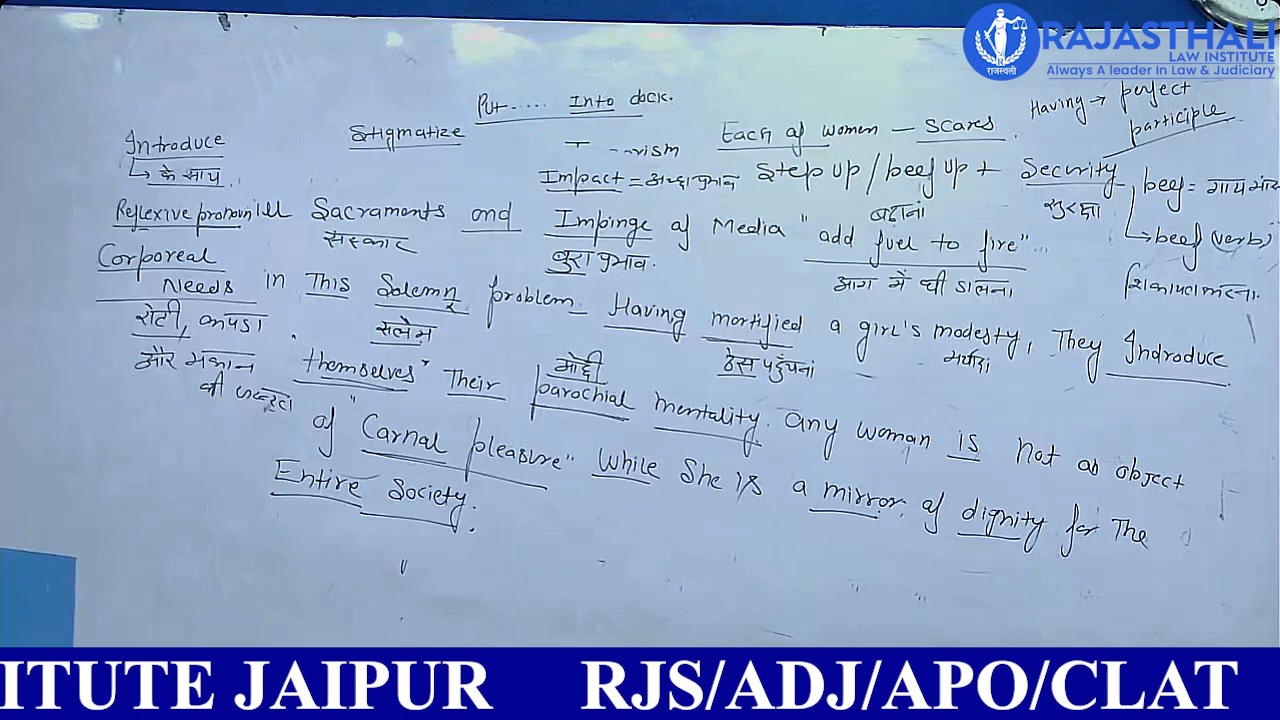 RAJASTHALI
LAW INSTITUTE
Always A leader In Law & Judiciary
राजस्थली
Put..... Into dock.
Having → perfect
participle
Introduce
Stigmatize
Each of women – scares.
के साथ
Impact = अच्छा प्रभाव
Step up / beef up + Security
बढ़ाना
सुरक्षा
beef = गाय मांस
beef (verb)
शिकायत करना
Reflexive pronoun ill Sacraments and Impinge of Media "add fuel to fire"...
संस्कार
बुरा प्रभाव.
आग में घी डालना
Corporeal
Needs in This Solemn problem. Having mortified a girl's modesty, They Indroduce
रोटी, कपडा
सलेम
ठेस पहुंचना
मर्यादा
और मकान
की
themselves" Their parochial mentality. any woman is not an object
of "Carnal pleasure" While She is a mirror of dignity for The
Entire Society.
ITUTE JAIPUR RJS/ADJ/APO/CLAT